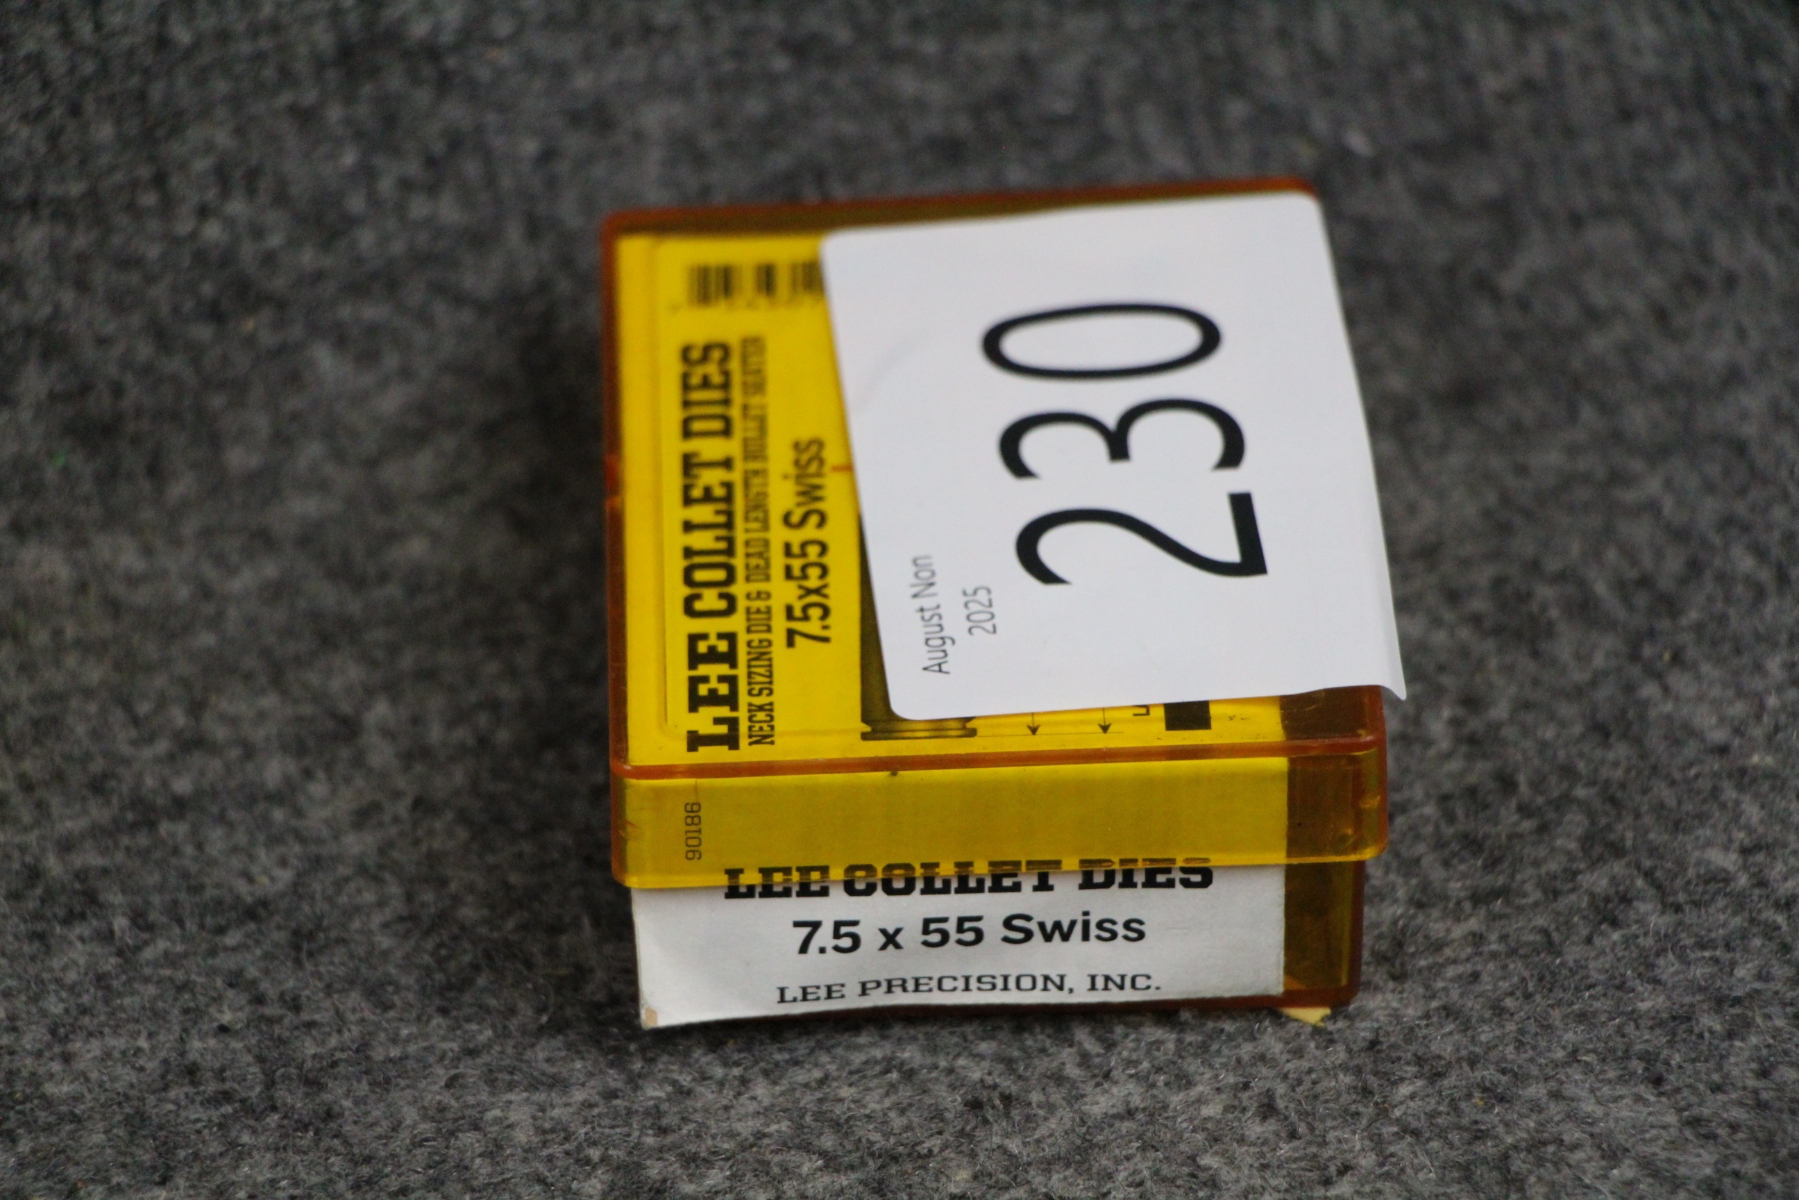 LEE COLLET DIES
NECK SIZING DIE & DEAD LENGTH BULLET SEATER
7.5x55 Swiss
August Non
2025
230
90186
LEE COLLET DIES
7.5 x 55 Swiss
LEE PRECISION, INC.